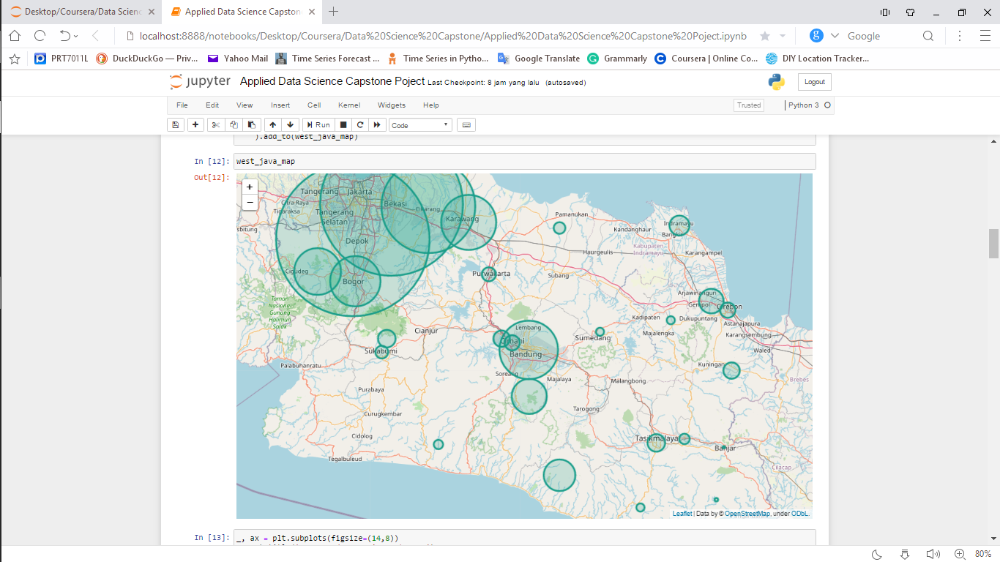 Desktop/Coursera/Data Scienc
Applied Data Science Capston
localhost:8888/notebooks/Desktop/Coursera/Data%20Science%20Capstone/Applied%20Data%20Science%20Capstone%20Poject.ipynb
Google
PRT7011L
DuckDuckGo — Priv...
Yahoo Mail
Time Series Forecast ...
Time Series in Pythо...
Google Translate
Grammarly
Coursera | Online Co...
DIY Location Tracker...
jupyter Applied Data Science Capstone Poject Last Checkpoint: 8 jam yang lalu (autosaved)
Logout
File Edit View Insert Cell Kernel Widgets Help
Trusted
Python 3
Run
Code
).add_to(west_java_map)
In [12]: west_java_map
Out[12]:
+
−
Tangerang
Jakarta
Citra Raya
Bekasi
Tigaraksa
Tangerang
Selatan
Cikarang
Karawang
Pamanukan
Indramayu
sbitung
Kandanghaur
Depok
Haurgeulis
Kabupaten
Indramayu
Karangampel
Cigudeg
Bogor
Purwakarta
Subang
Arjawinangun
Taman
Nasional
Gunung
Halimun
Salak
Gempol
Cirebon
Kadipaten
Dukupuntang
Astanajapura
Cianjur
Lembang
Majalengka
Karangsembung
Cimahi
Sumedang
Sukabumi
Bandung
Waled
Palabuhanratu
Kuningan
Soreang
Majalaya
Malangbong
Brebes
Purabaya
Tarogong
Curugkembar
Cidolog
Tasikmalaya
Banjar
Tegalbuleud
Cilacap
Leaflet | Data by © OpenStreetMap, under ODbL.
In [13]: _, ax = plt.subplots(figsize=(14,8))
80%